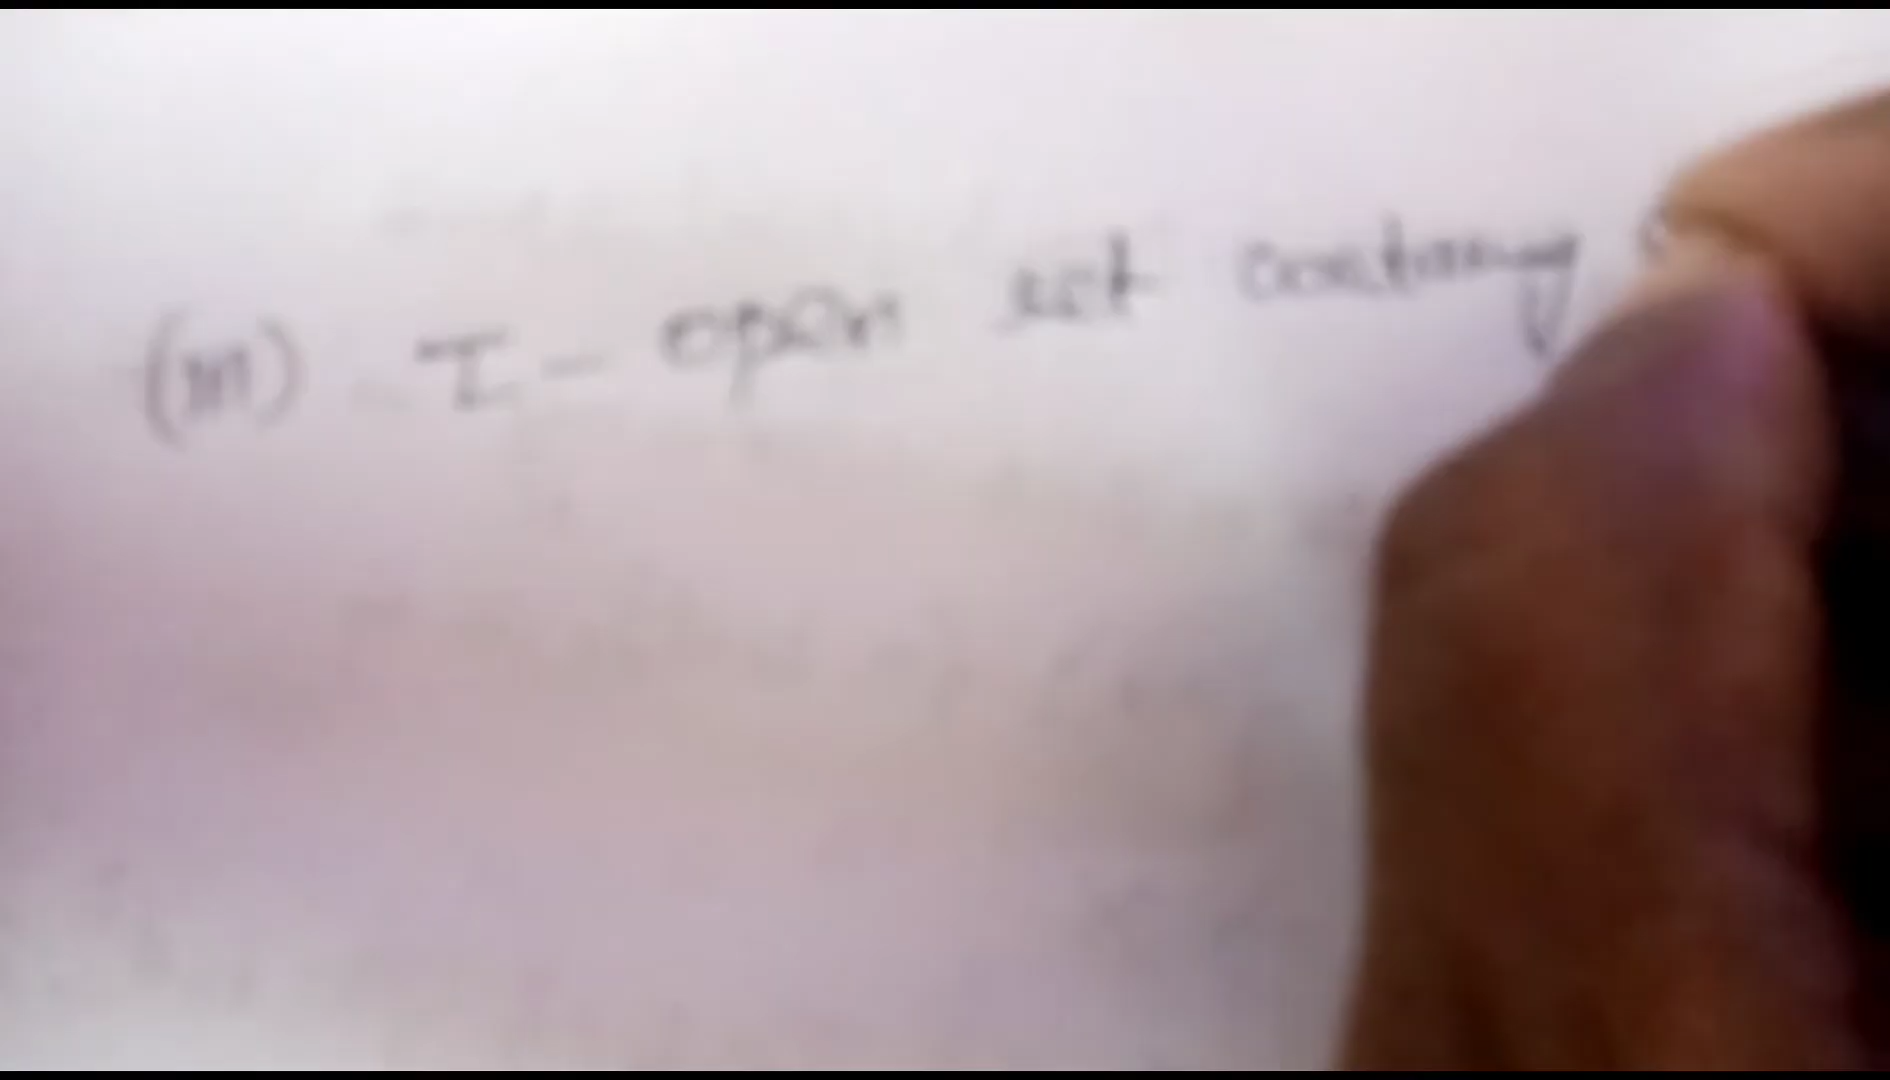 (III) τ - open set containing